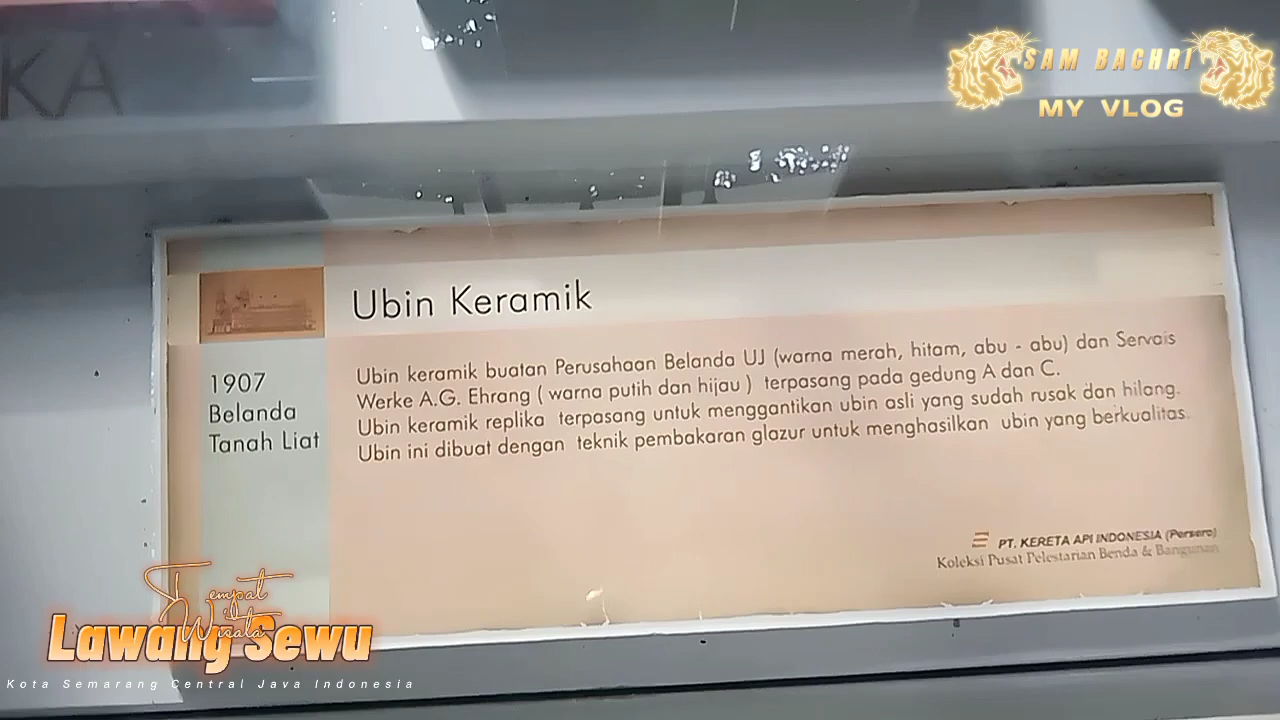 KA
SAM BACHRI
MY VLOG
Ubin Keramik
1907
Belanda
Tanah Liat
Ubin keramik buatan Perusahaan Belanda UJ (warna merah, hitam, abu - abu) dan Servais
Werke A.G. Ehrang ( warna putih dan hijau ) terpasang pada gedung A dan C.
Ubin keramik replika terpasang untuk menggantikan ubin asli yang sudah rusak dan hilang.
Ubin ini dibuat dengan teknik pembakaran glazur untuk menghasilkan ubin yang berkualitas.
PT. KERETA API INDONESIA (Persero)
Koleksi Pusat Pelestarian Benda & Bangunan
Tempat
Wisata
Lawang Sewu
Kota Semarang Central Java Indonesia